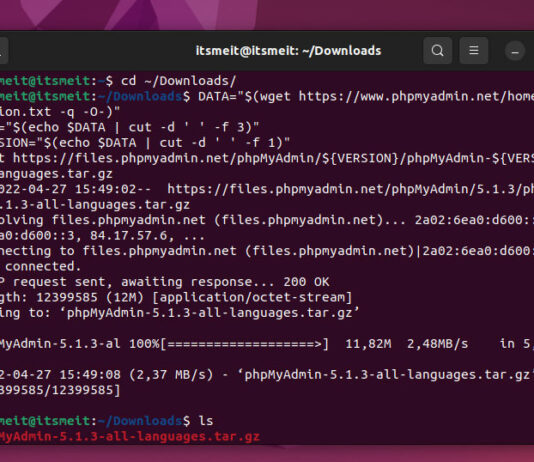 itsmeit@itsmeit: ~/Downloads
meit@itsmeit:~$ cd ~/Downloads/
meit@itsmeit:~/Downloads$ DATA="$(wget https://www.phpmyadmin.net/home
ion.txt -q -O-)"
="$(echo $DATA | cut -d ' ' -f 3)"
SION="$(echo $DATA | cut -d ' ' -f 1)"
t https://files.phpmyadmin.net/phpMyAdmin/${VERSION}/phpMyAdmin-${VERS
anguages.tar.gz
022-04-27 15:49:02-- https://files.phpmyadmin.net/phpMyAdmin/5.1.3/ph
.1.3-all-languages.tar.gz
olving files.phpmyadmin.net (files.phpmyadmin.net)... 2a02:6ea0:d600::
a0:d600::3, 84.17.57.6, ...
necting to files.phpmyadmin.net (files.phpmyadmin.net)|2a02:6ea0:d600:
connected.
P request sent, awaiting response... 200 OK
gth: 12399585 (12M) [application/octet-stream]
ing to: ‘phpMyAdmin-5.1.3-all-languages.tar.gz’
MyAdmin-5.1.3-al 100%[===================>] 11,82M 2,48MB/s in 5,
2-04-27 15:49:08 (2,37 MB/s) - ‘phpMyAdmin-5.1.3-all-languages.tar.gz’
399585/12399585]
meit@itsmeit:~/Downloads$ ls
MyAdmin-5.1.3-all-languages.tar.gz